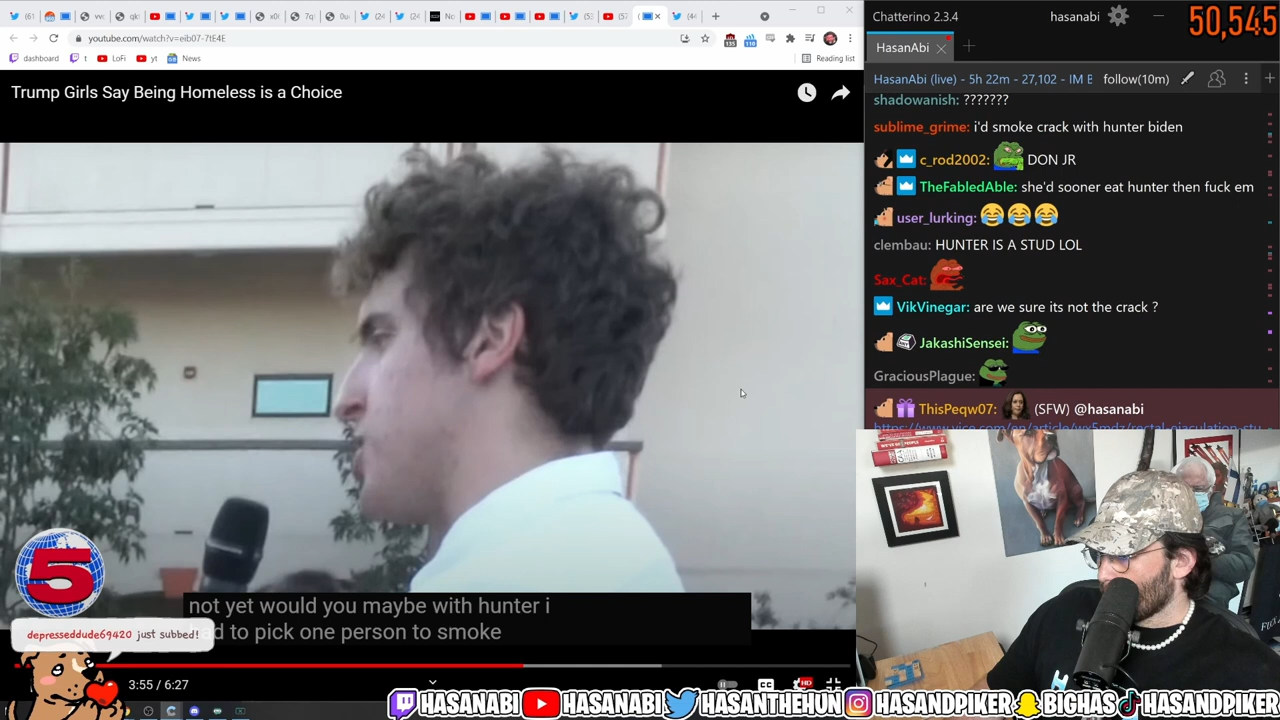 youtube.com/watch?v=eib07-7tE4E
dashboard
t
LoFi
yt
News
Reading list
135
110
Trump Girls Say Being Homeless is a Choice
5
not yet would you maybe with hunter i
to pick one person to smoke
depresseddude69420 just subbed!
3:55 / 6:27
HD
Chatterino 2.3.4
hasanabi
50,545
HasanAbi
HasanAbi (live) - 5h 22m - 27,102 - IM B
follow(10m)
shadowanish: ???????
sublime_grime: i'd smoke crack with hunter biden
c_rod2002: DON JR
TheFabledAble: she'd sooner eat hunter then fuck em
user_lurking:
clembau: HUNTER IS A STUD LOL
Sax_Cat:
VikVinegar: are we sure its not the crack ?
JakashiSensei:
GraciousPlague:
ThisPeqw07: (SFW) @hasanabi
HASANABI HASANABI HASANTHEHUN HASANDPIKER BIGHAS HASANDPIKER